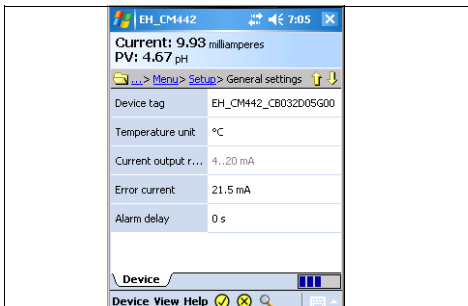 EH_CM442 7:05
Current: 9.93 milliamperes
PV: 4.67 pH
...> Menu> Setup> General settings
Device tag EH_CM442_CB032D05G00
Temperature unit °C
Current output r... 4..20 mA
Error current 21.5 mA
Alarm delay 0 s
Device
Device View Help